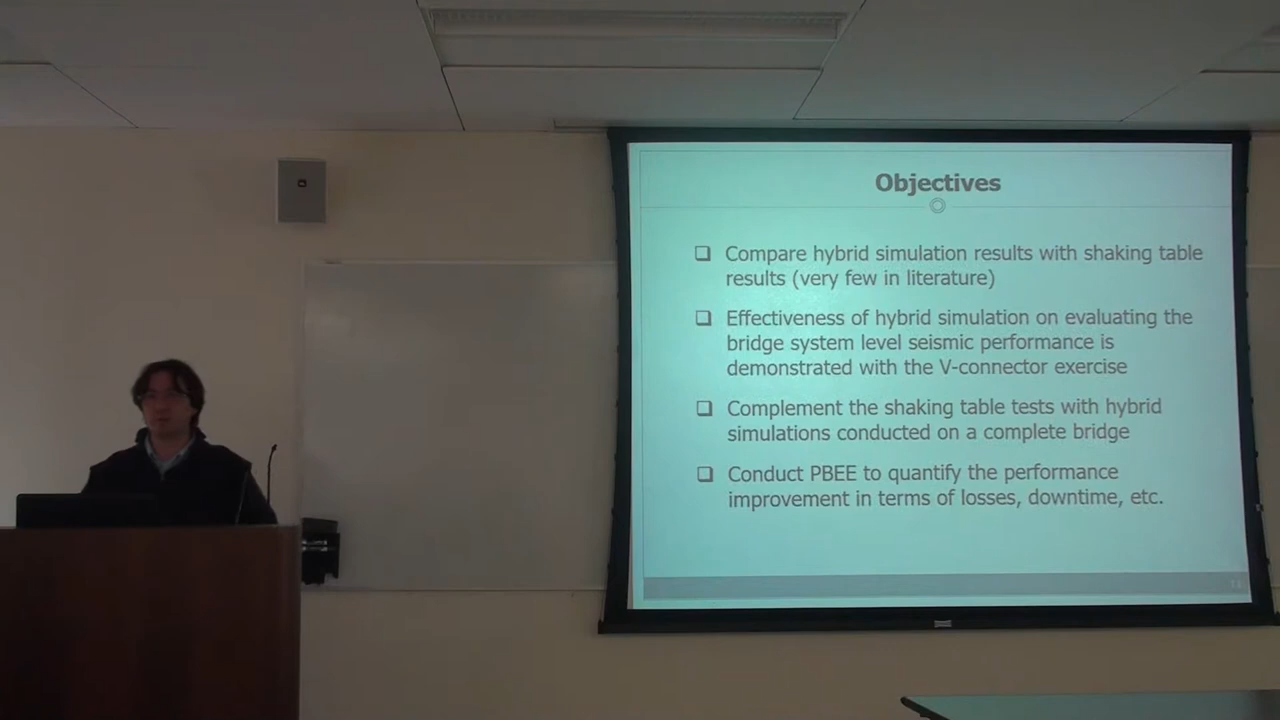 Objectives
❑ Compare hybrid simulation results with shaking table
results (very few in literature)
❑ Effectiveness of hybrid simulation on evaluating the
bridge system level seismic performance is
demonstrated with the V-connector exercise
❑ Complement the shaking table tests with hybrid
simulations conducted on a complete bridge
❑ Conduct PBEE to quantify the performance
improvement in terms of losses, downtime, etc.